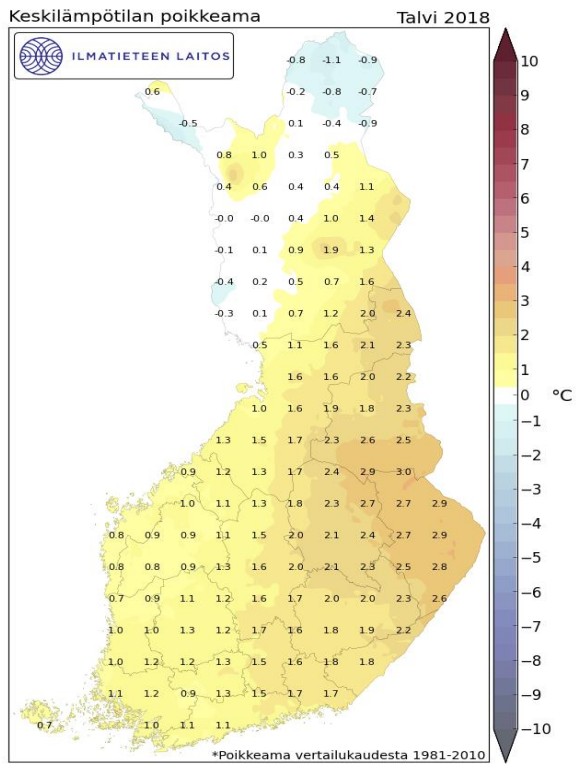 Keskilämpötilan poikkeama Talvi 2018
ILMATIETEEN LAITOS
-0.8 -1.1 -0.9
0.6 -0.2 -0.8 -0.7
-0.5 0.1 -0.4 -0.9
0.8 1.0 0.3 0.5
0.4 0.6 0.4 0.4 1.1
-0.0 -0.0 0.4 1.0 1.4
-0.1 0.1 0.9 1.9 1.3
-0.4 0.2 0.5 0.7 1.6
-0.3 0.1 0.7 1.2 2.0 2.4
0.5 1.1 1.6 2.1 2.3
1.6 1.6 2.0 2.2
1.0 1.6 1.9 1.8 2.3
1.3 1.5 1.7 2.3 2.6 2.5
0.9 1.2 1.3 1.7 2.4 2.9 3.0
1.0 1.1 1.3 1.8 2.3 2.7 2.7 2.9
0.8 0.9 0.9 1.1 1.5 2.0 2.1 2.4 2.7 2.9
0.8 0.8 0.9 1.3 1.6 2.0 2.1 2.3 2.5 2.8
0.7 0.9 1.1 1.2 1.6 1.7 2.0 2.0 2.3 2.6
1.0 1.0 1.3 1.2 1.7 1.6 1.8 1.9 2.2
1.0 1.2 1.2 1.3 1.5 1.6 1.8 1.8
1.1 1.2 0.9 1.3 1.5 1.7 1.7
0.7 1.0 1.1 1.1
*Poikkeama vertailukaudesta 1981-2010
10
9
8
7
6
5
4
3
2
1
0
−1
−2
−3
−4
−5
−6
−7
−8
−9
−10
°C